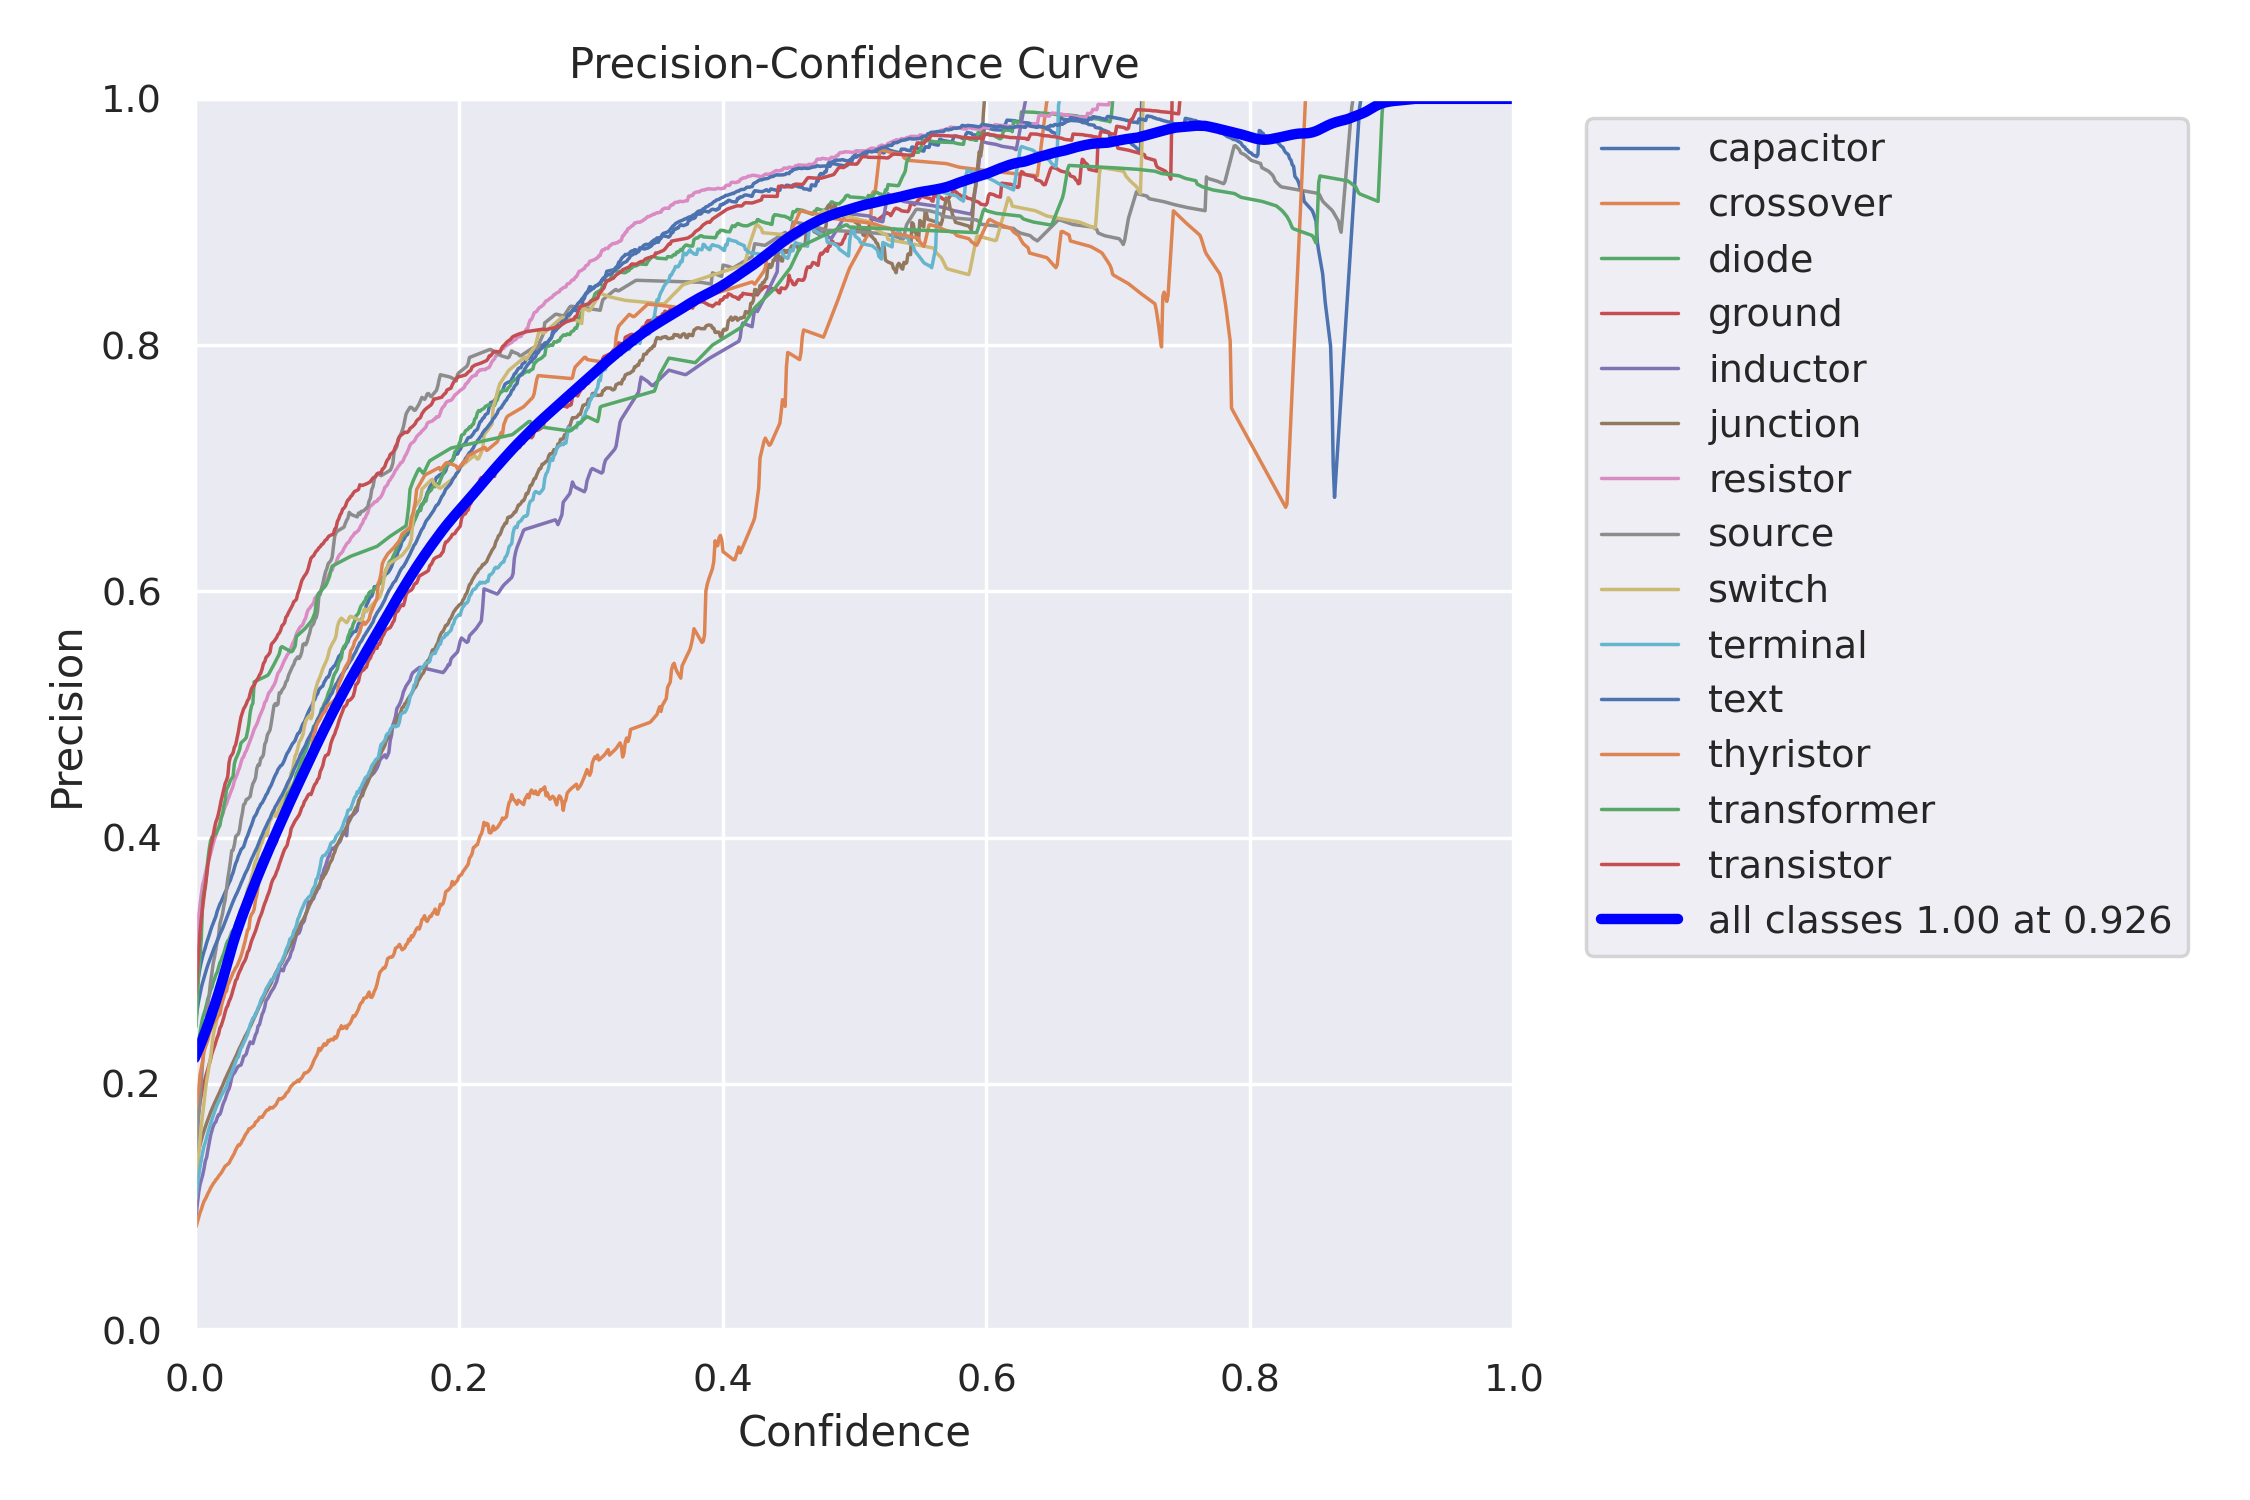 Precision-Confidence Curve
1.0
0.8
0.6
0.4
0.2
0.0
Precision
0.0 0.2 0.4 0.6 0.8 1.0
Confidence
capacitor
crossover
diode
ground
inductor
junction
resistor
source
switch
terminal
text
thyristor
transformer
transistor
all classes 1.00 at 0.926